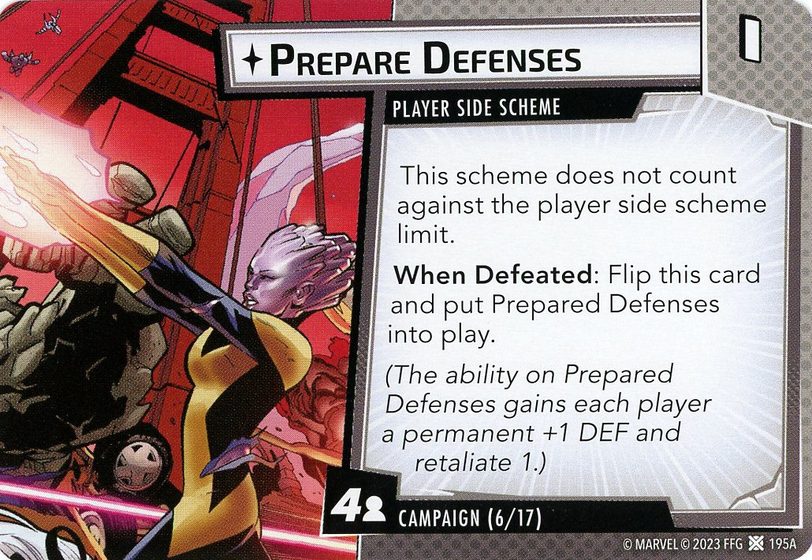 PREPARE DEFENSES
PLAYER SIDE SCHEME
This scheme does not count
against the player side scheme
limit.
When Defeated: Flip this card
and put Prepared Defenses
into play.
(The ability on Prepared
Defenses gains each player
a permanent +1 DEF and
retaliate 1.)
4
CAMPAIGN (6/17)
© MARVEL © 2023 FFG 195A